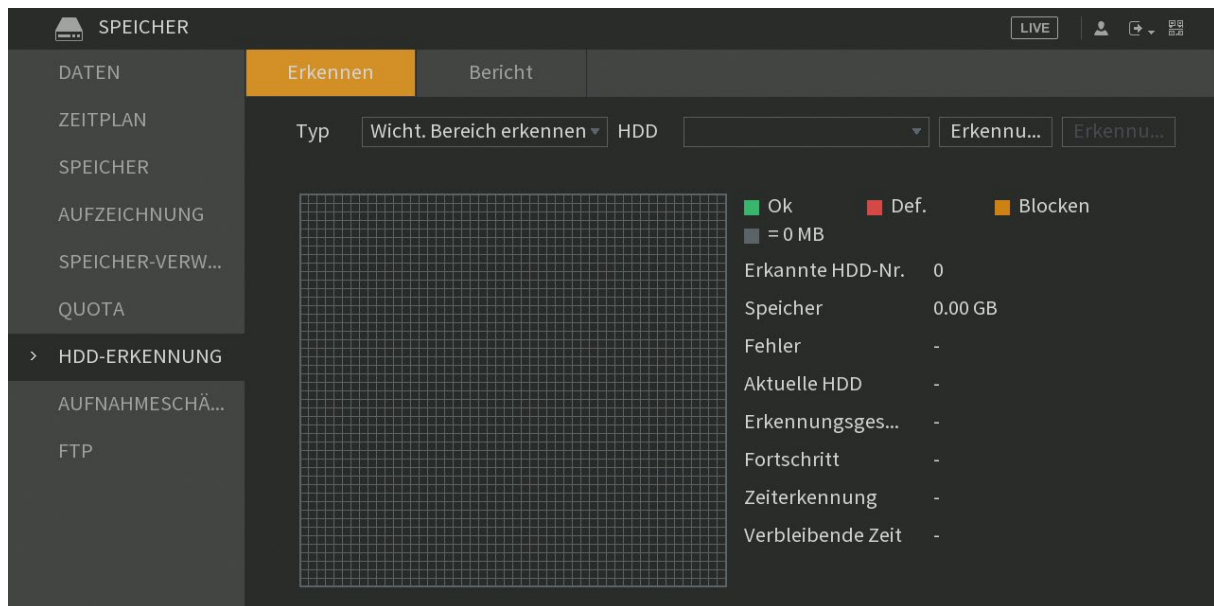 SPEICHER
LIVE
DATEN
ZEITPLAN
SPEICHER
AUFZEICHNUNG
SPEICHER-VERW...
QUOTA
> HDD-ERKENNUNG
AUFNAHMESCHÄ...
FTP
Erkennen Bericht
Typ Wicht. Bereich erkennen HDD Erkennu... Erkennu...
Ok Def. Blocken
= 0 MB
Erkannte HDD-Nr. 0
Speicher 0.00 GB
Fehler -
Aktuelle HDD -
Erkennungsges... -
Fortschritt -
Zeiterkennung -
Verbleibende Zeit -